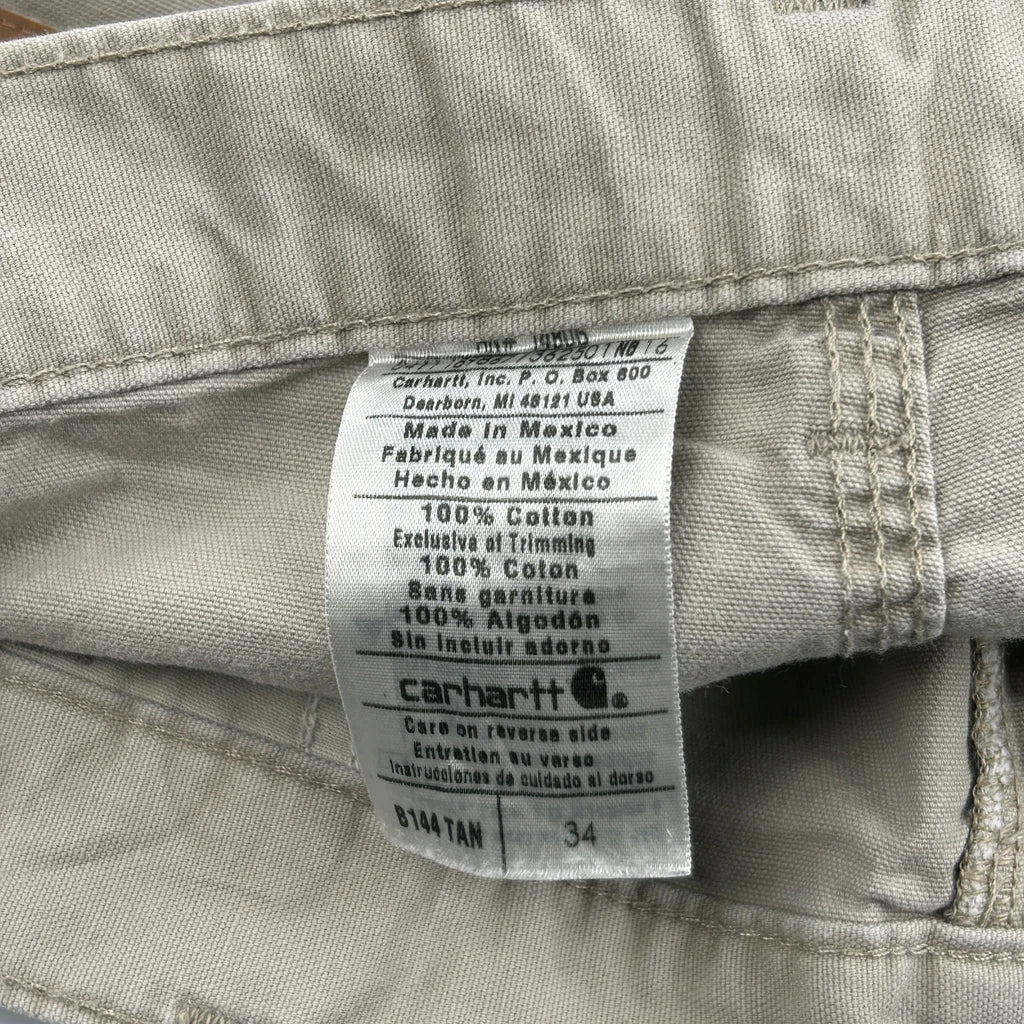 Carhartt, Inc. P. O. Box 600
Dearborn, MI 48121 USA
Made in Mexico
Fabriqué au Mexique
Hecho en México
100% Cotton
Exclusive of Trimming
100% Coton
Sans garniture
100% Algodón
Sin incluir adorno
carhartt
Care on reverse side
Entretien au verso
Instrucciones de cuidado al dorso
B144 TAN 34